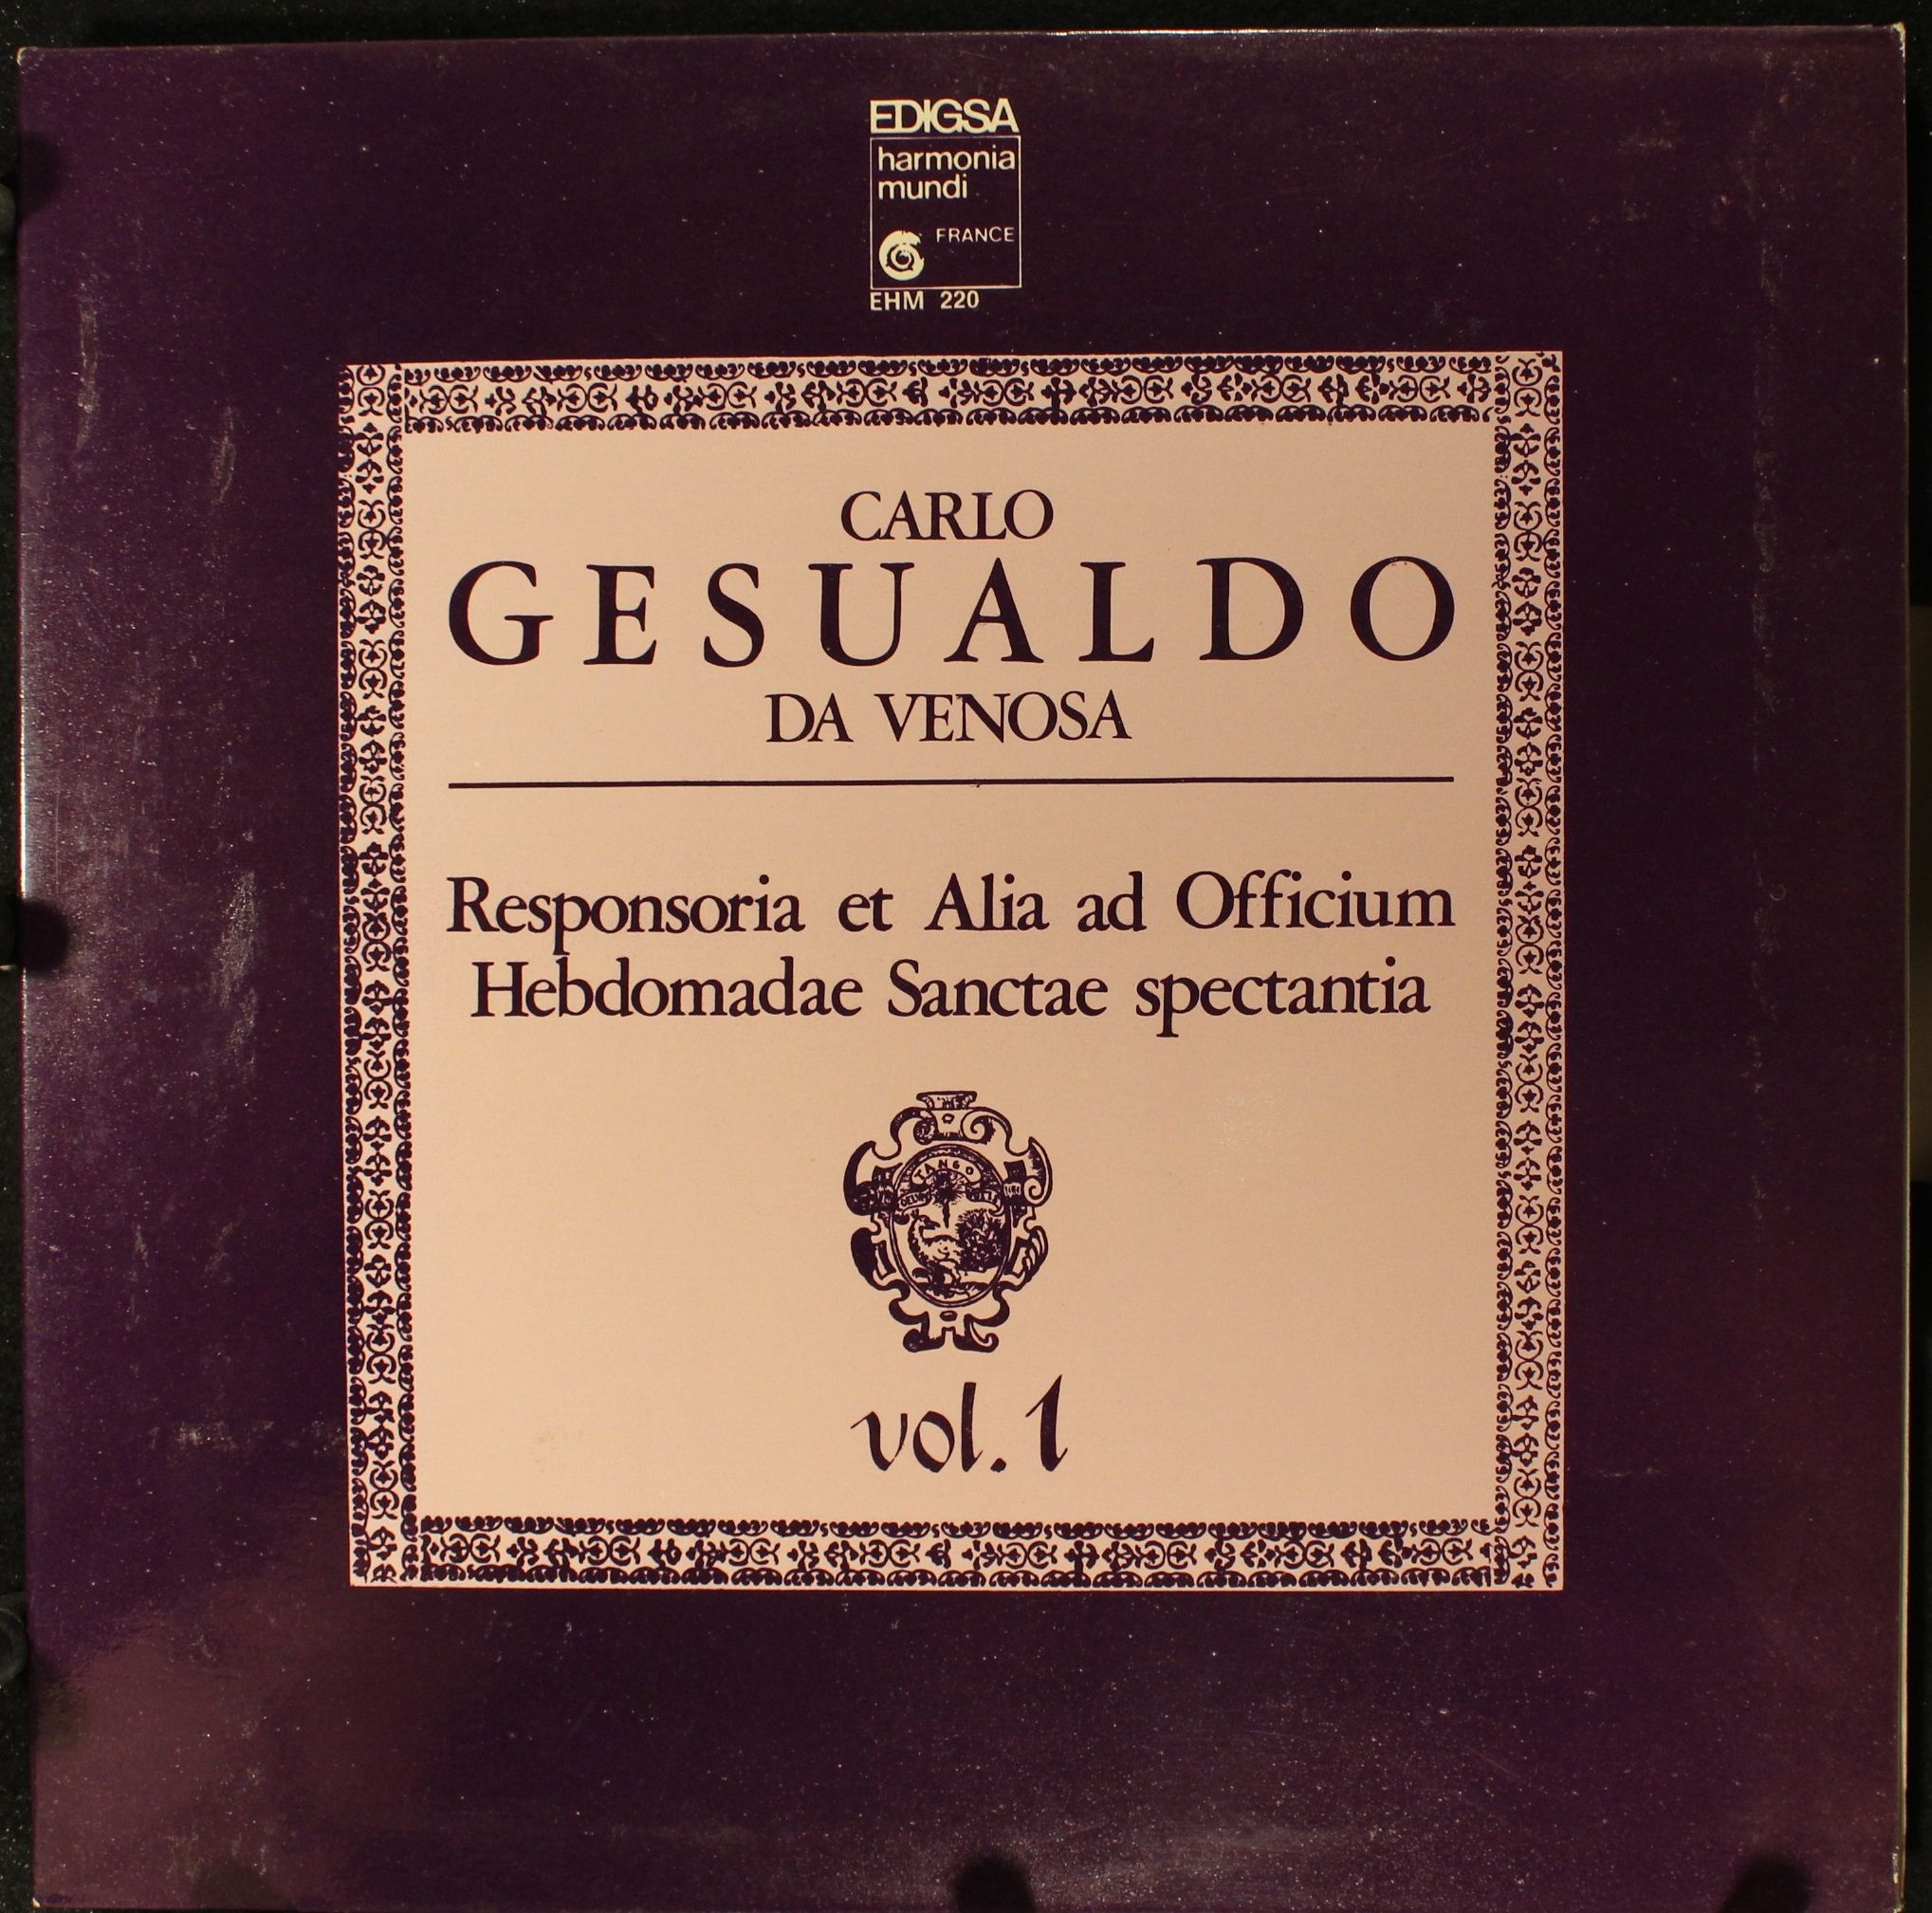 EDIGSA
harmonia
mundi
FRANCE
EHM 220
CARLO
GESUALDO
DA VENOSA
Responsoria et Alia ad Officium
Hebdomadae Sanctae spectantia
TANGO
vol. 1